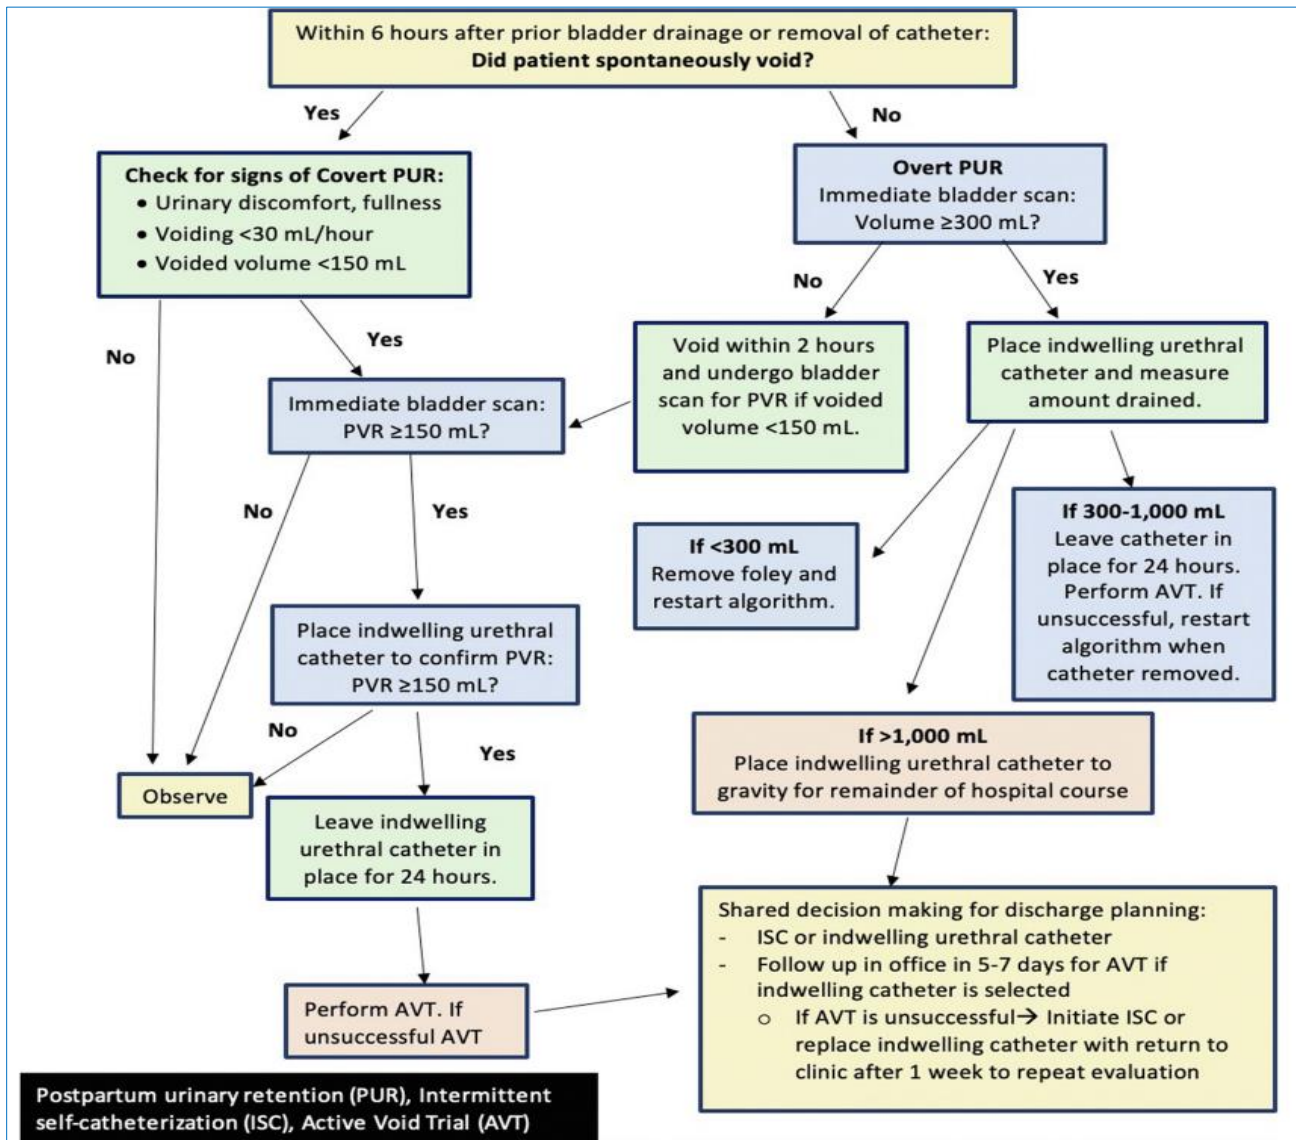 Within 6 hours after prior bladder drainage or removal of catheter:
Did patient spontaneously void?
Yes
No
Check for signs of Covert PUR:
• Urinary discomfort, fullness
• Voiding <30 mL/hour
• Voided volume <150 mL
Overt PUR
Immediate bladder scan:
Volume ≥300 mL?
No
Yes
No
Yes
Void within 2 hours
and undergo bladder
scan for PVR if voided
volume <150 mL.
Place indwelling urethral
catheter and measure
amount drained.
Immediate bladder scan:
PVR ≥150 mL?
No
Yes
If <300 mL
Remove foley and
restart algorithm.
If 300-1,000 mL
Leave catheter in
place for 24 hours.
Perform AVT. If
unsuccessful, restart
algorithm when
catheter removed.
Place indwelling urethral
catheter to confirm PVR:
PVR ≥150 mL?
No
Yes
If >1,000 mL
Place indwelling urethral catheter to
gravity for remainder of hospital course
Observe
Leave indwelling
urethral catheter in
place for 24 hours.
Perform AVT. If
unsuccessful AVT
Shared decision making for discharge planning:
- ISC or indwelling urethral catheter
- Follow up in office in 5-7 days for AVT if
indwelling catheter is selected
o If AVT is unsuccessful→ Initiate ISC or
replace indwelling catheter with return to
clinic after 1 week to repeat evaluation
Postpartum urinary retention (PUR), Intermittent
self-catheterization (ISC), Active Void Trial (AVT)